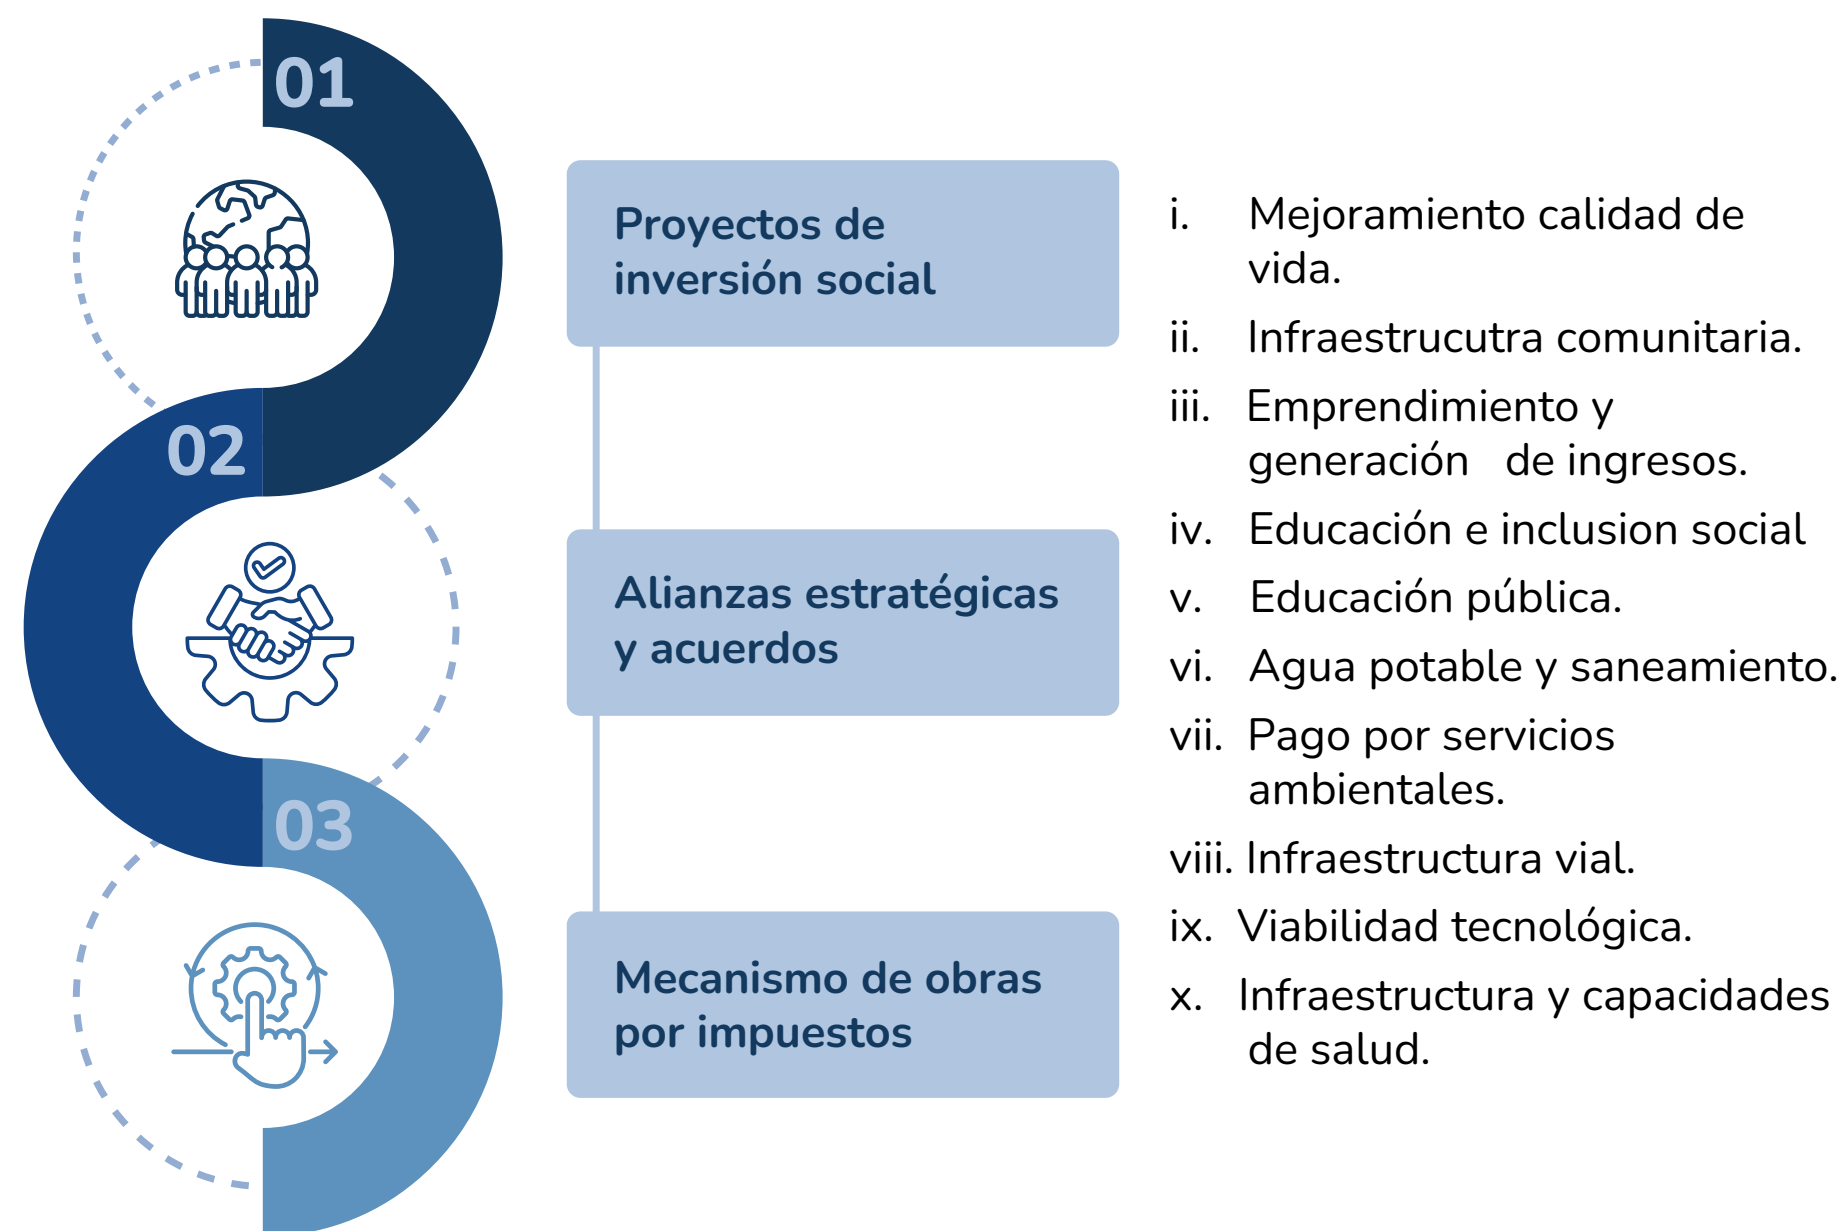 01
02
03
Proyectos de
inversión social
Alianzas estratégicas
y acuerdos
Mecanismo de obras
por impuestos
i. Mejoramiento calidad de
vida.
ii. Infraestrucutra comunitaria.
iii. Emprendimiento y
generación de ingresos.
iv. Educación e inclusion social
v. Educación pública.
vi. Agua potable y saneamiento.
vii. Pago por servicios
ambientales.
viii. Infraestructura vial.
ix. Viabilidad tecnológica.
x. Infraestructura y capacidades
de salud.